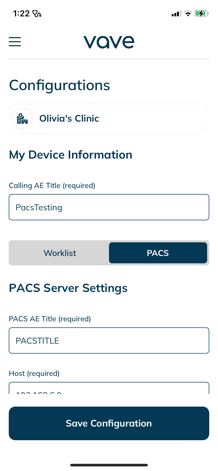 1:22
vave
Configurations
Olivia's Clinic
My Device Information
Calling AE Title (required)
PacsTesting
Worklist PACS
PACS Server Settings
PACS AE Title (required)
PACSTITLE
Host (required)
Save Configuration